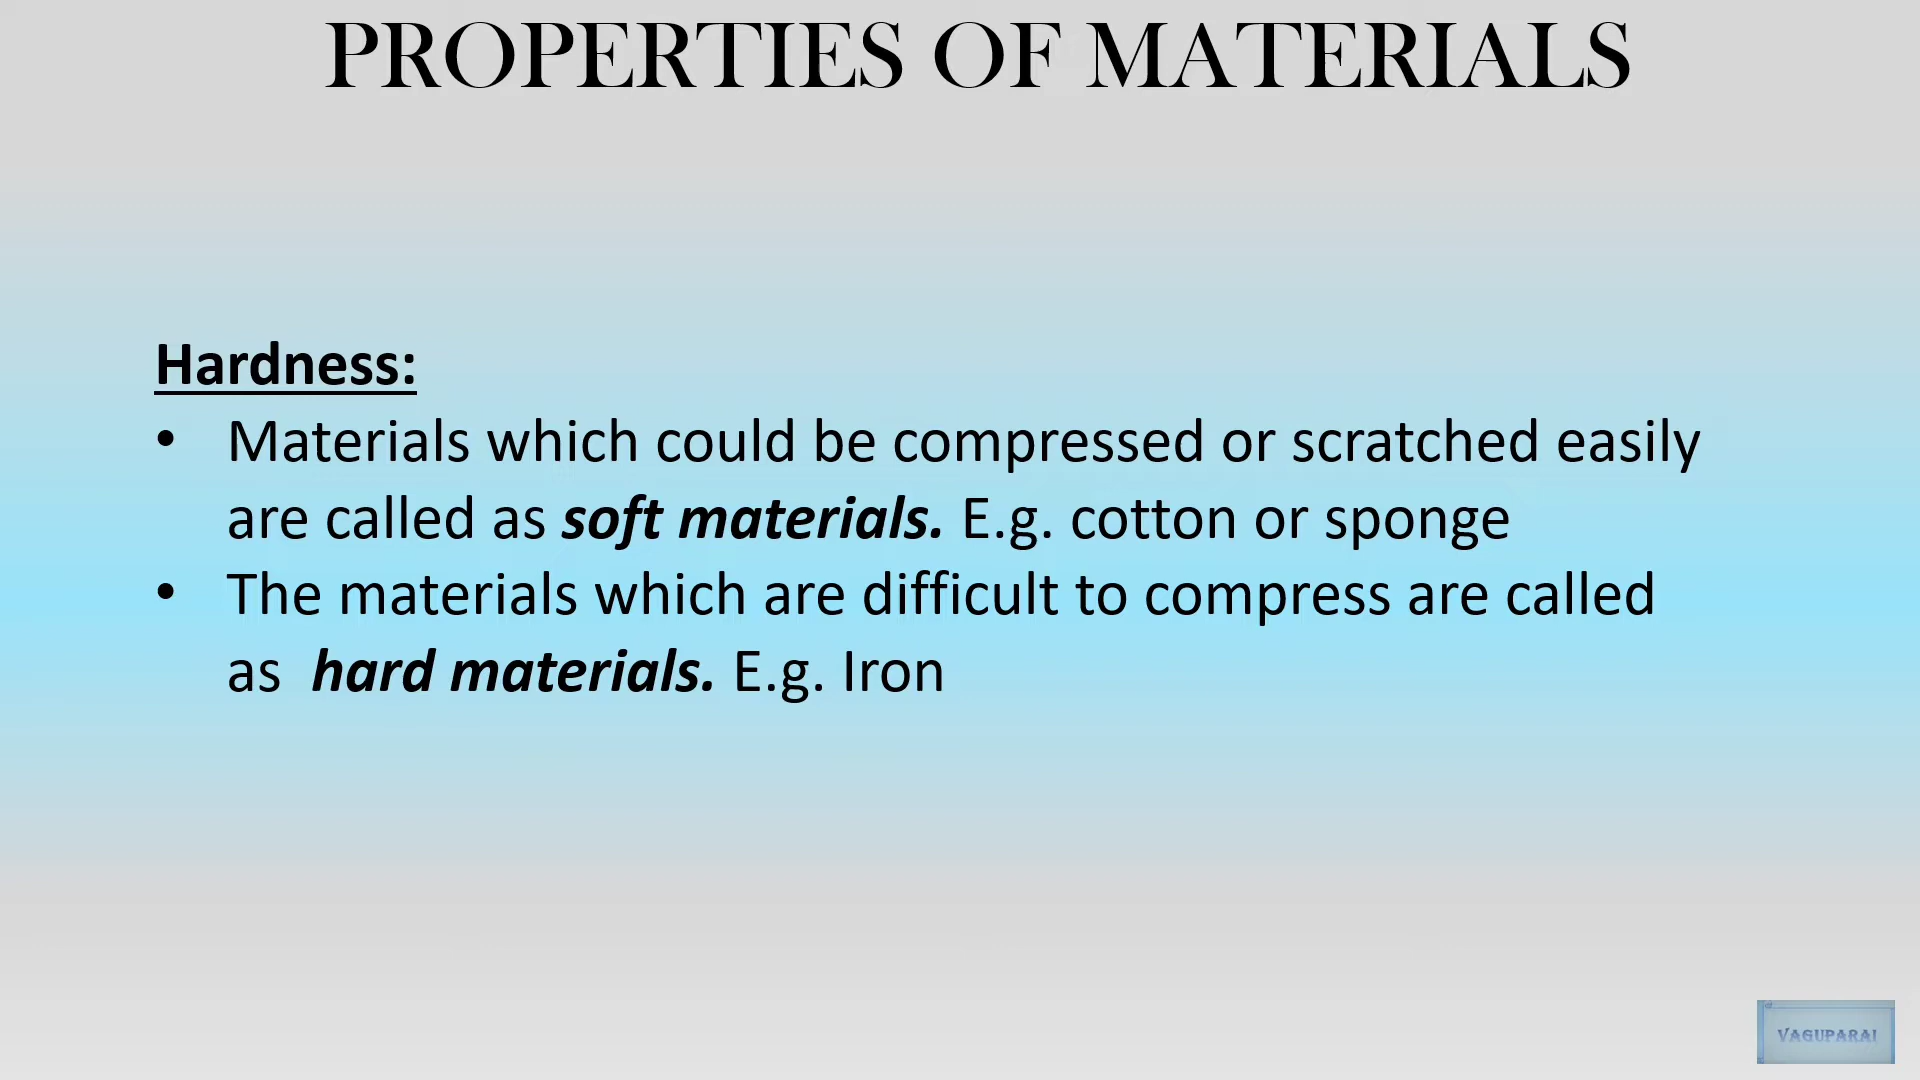 PROPERTIES OF MATERIALS
Hardness:
• Materials which could be compressed or scratched easily
are called as soft materials. E.g. cotton or sponge
• The materials which are difficult to compress are called
as  hard materials. E.g. Iron
VAGUPARAI